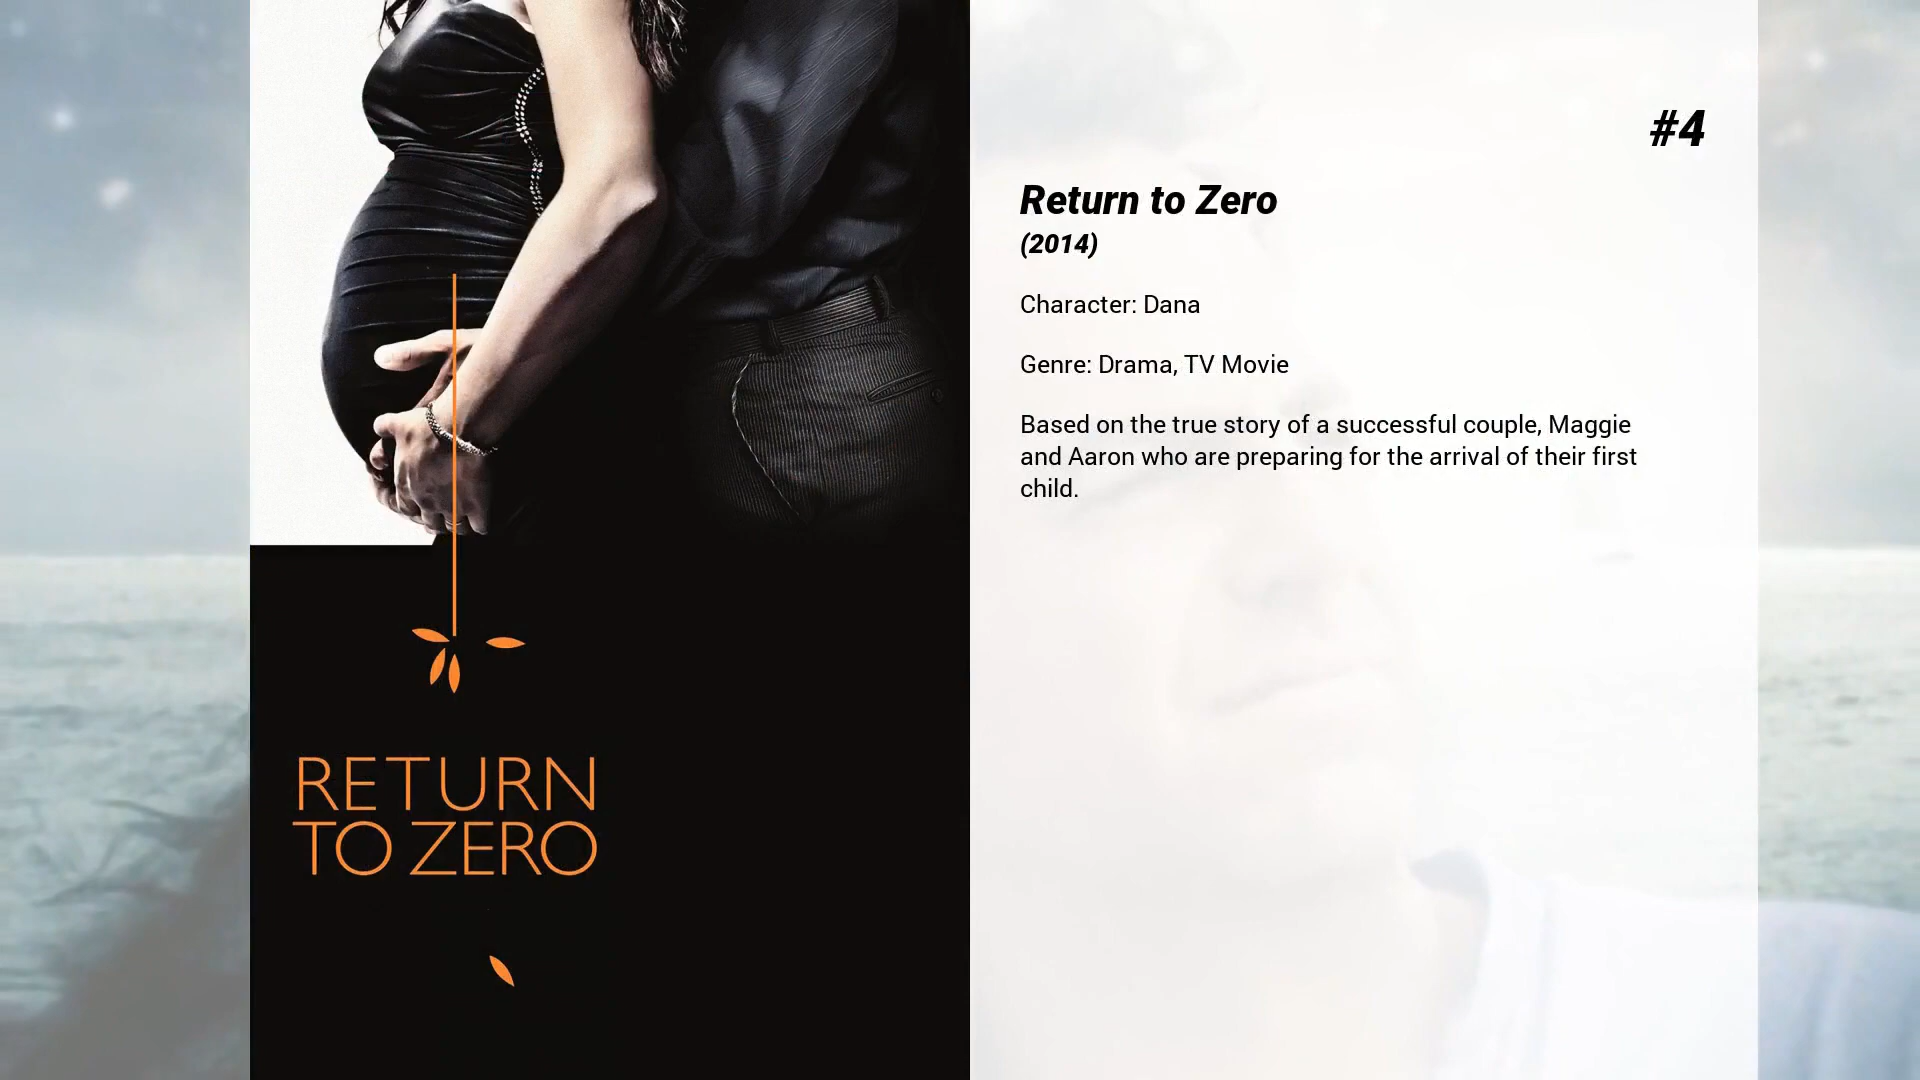 RETURN
TO ZERO
#4
Return to Zero
(2014)
Character: Dana
Genre: Drama, TV Movie
Based on the true story of a successful couple, Maggie
and Aaron who are preparing for the arrival of their first
child.